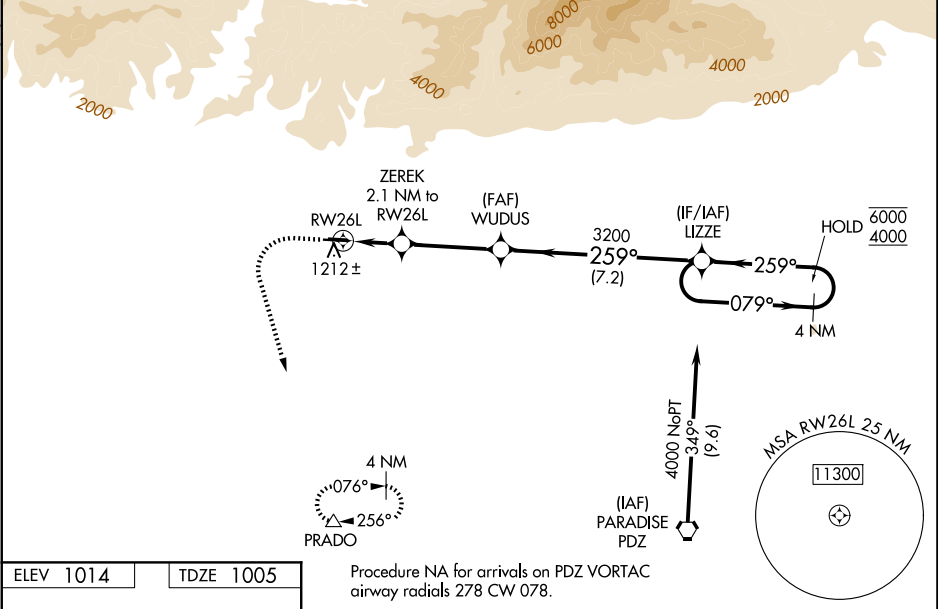 8000
6000
4000
4000
2000
2000
ZEREK
2.1 NM to
RW26L
(FAF)
WUDUS
(IF/IAF)
LIZZE
HOLD 6000
4000
RW26L
1212±
3200
259°
(7.2)
259°
079°
4 NM
4000 NoPT
349°
(9.6)
MSA RW26L 25 NM
11300
4 NM
076°
256°
PRADO
(IAF)
PARADISE
PDZ
ELEV 1014
TDZE 1005
Procedure NA for arrivals on PDZ VORTAC
airway radials 278 CW 078.